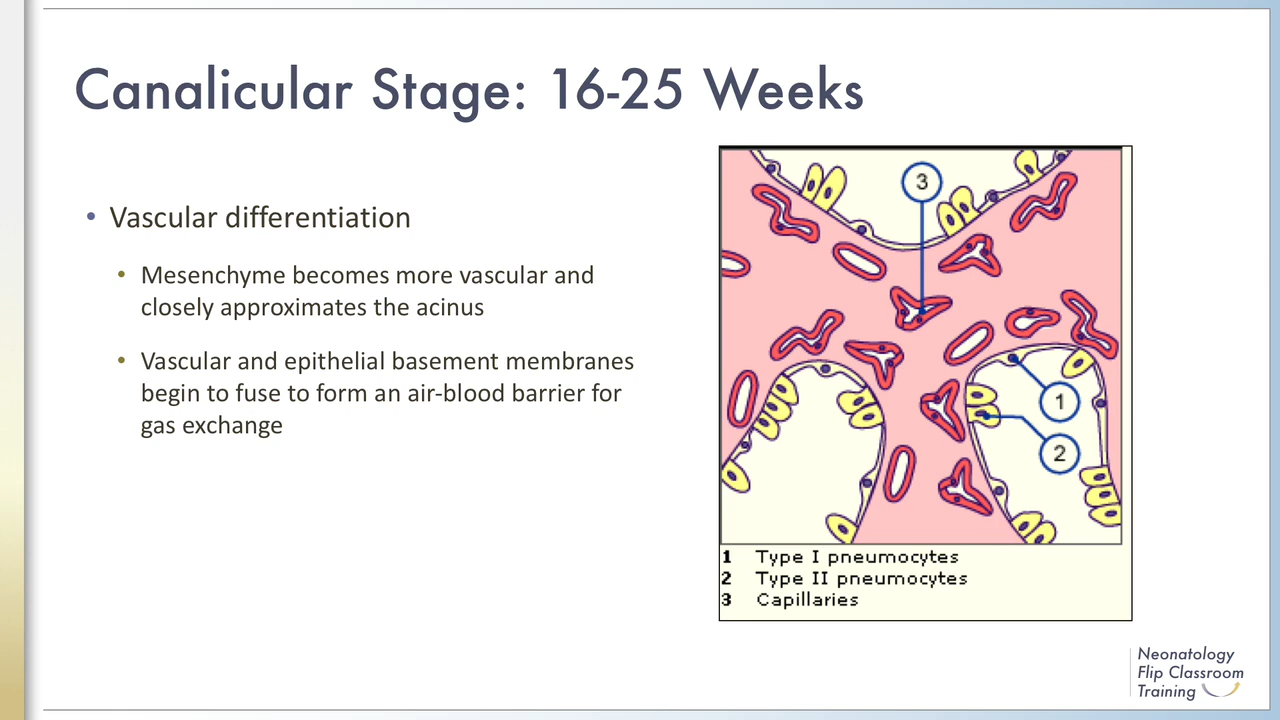 Canalicular Stage: 16-25 Weeks
• Vascular differentiation
• Mesenchyme becomes more vascular and
closely approximates the acinus
• Vascular and epithelial basement membranes
begin to fuse to form an air-blood barrier for
gas exchange
3
1
2
1 Type I pneumocytes
2 Type II pneumocytes
3 Capillaries
Neonatology
Flip Classroom
Training